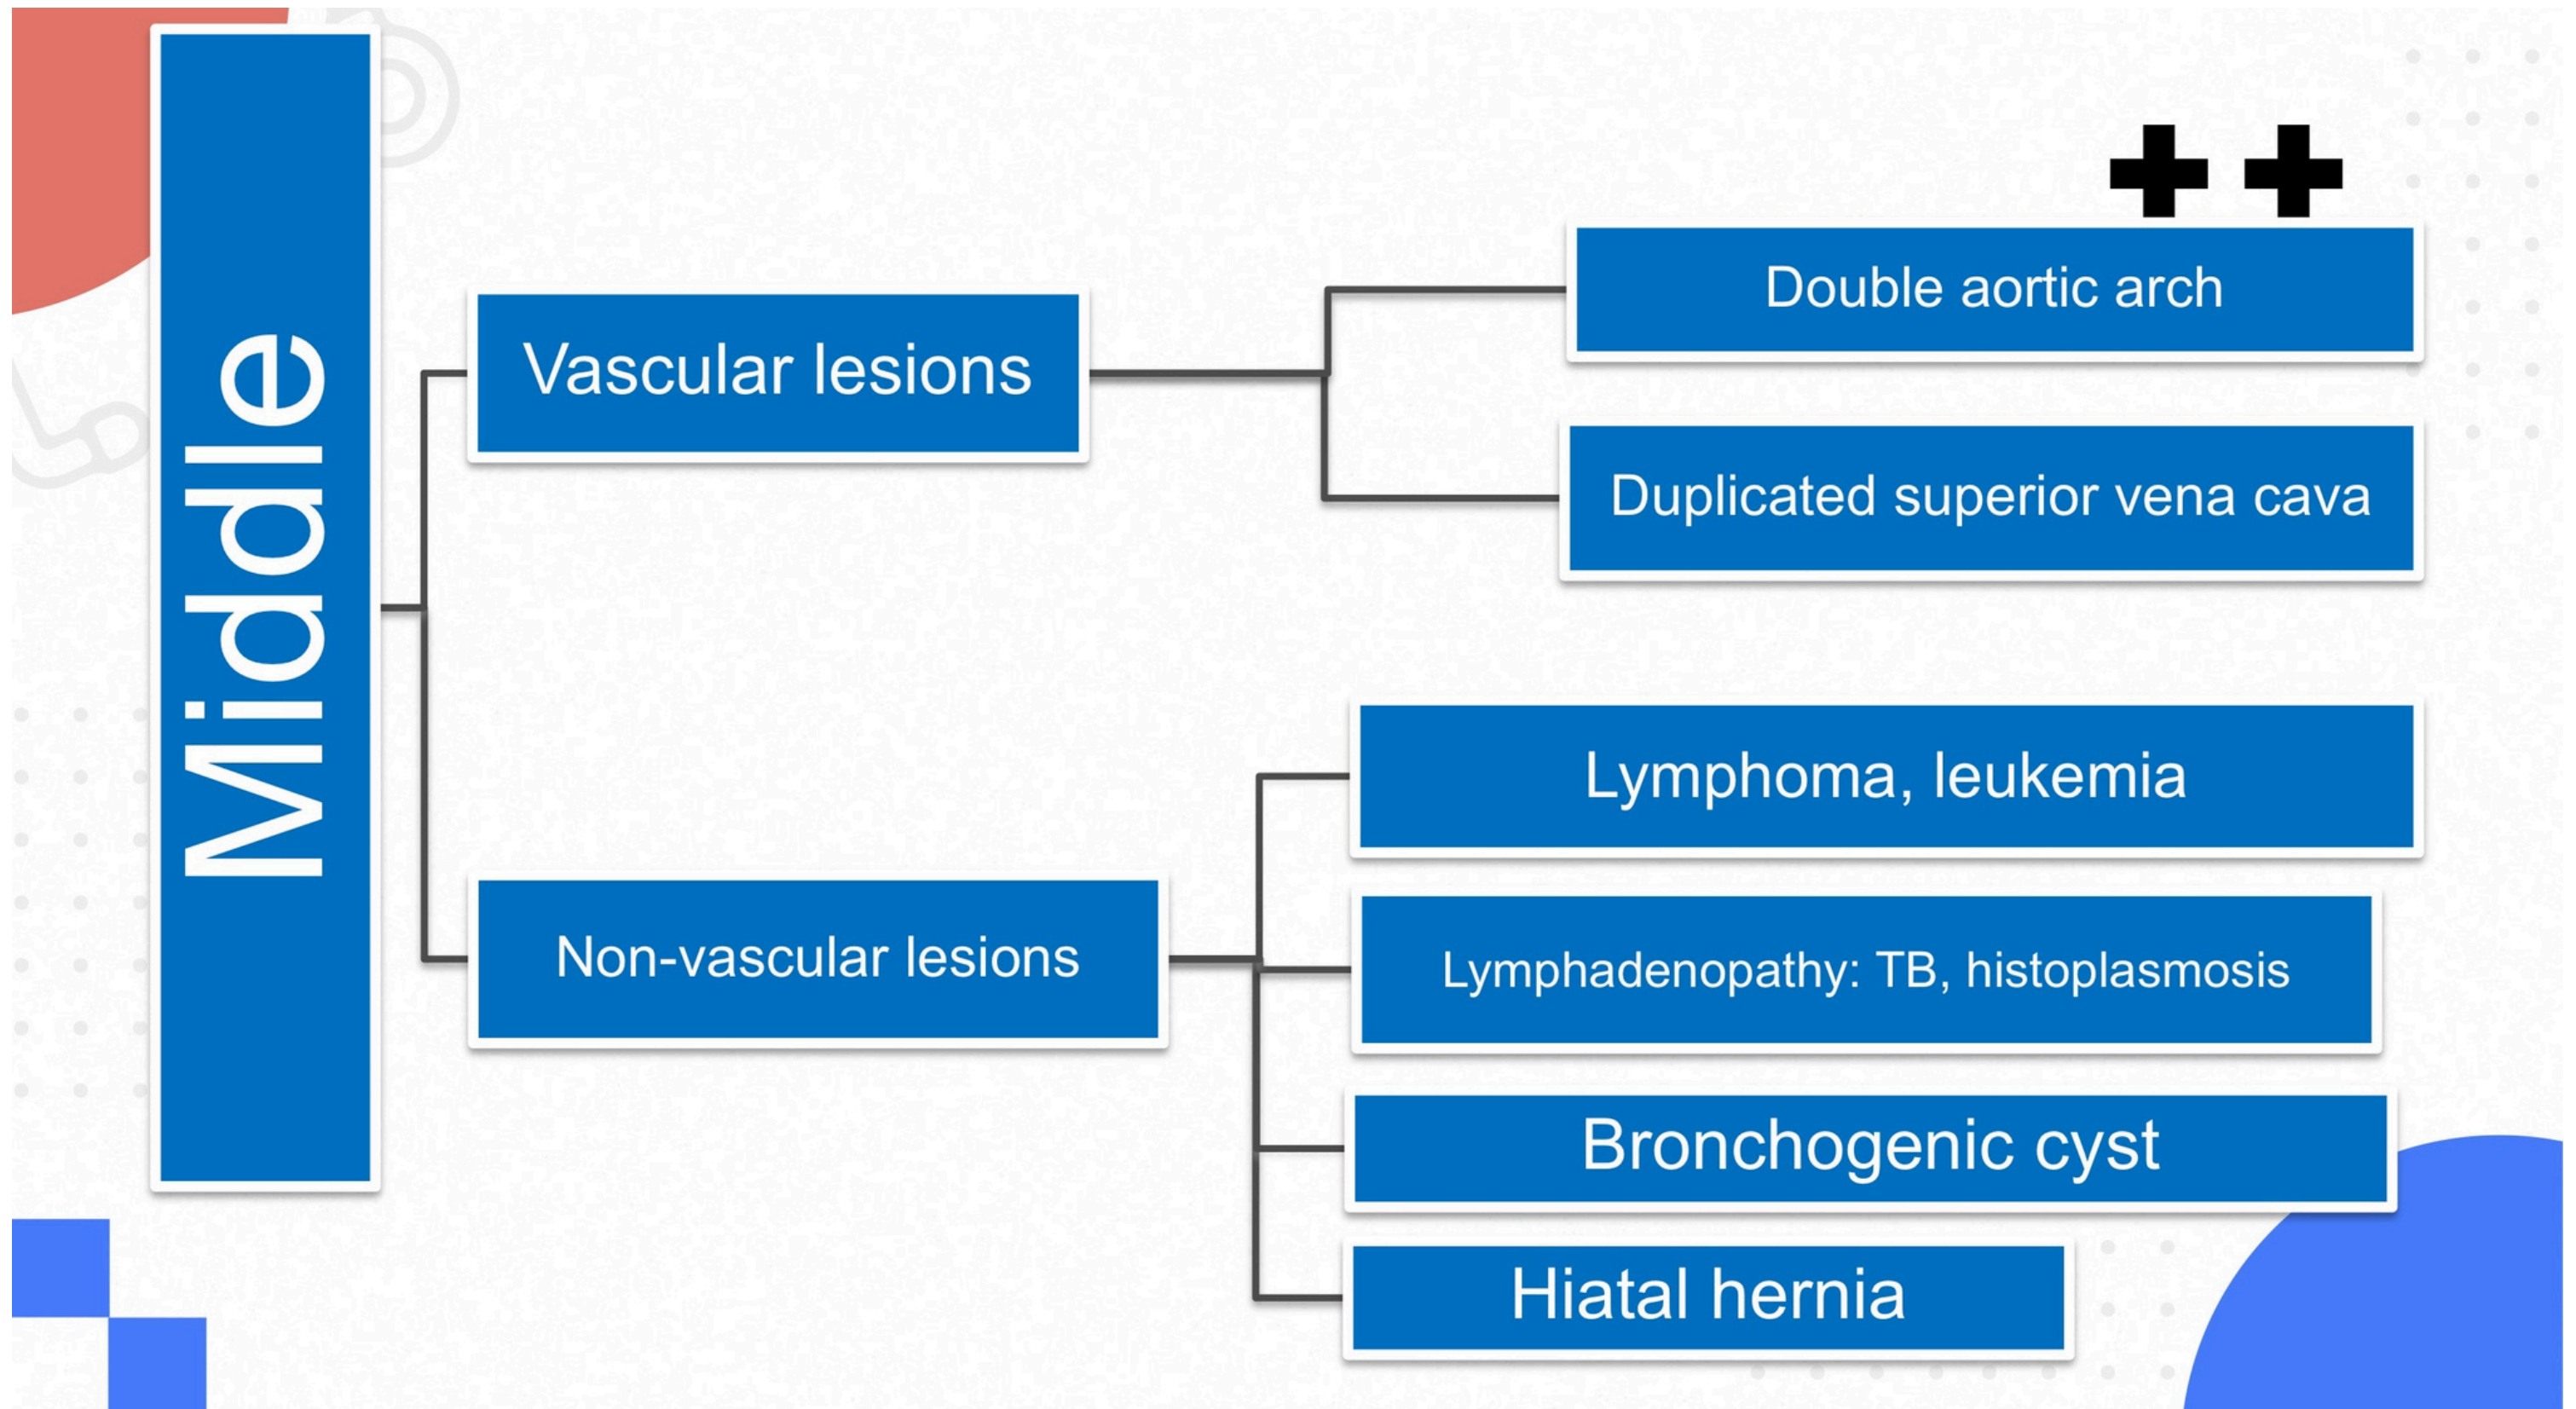 Middle
Vascular lesions
Double aortic arch
Duplicated superior vena cava
Non-vascular lesions
Lymphoma, leukemia
Lymphadenopathy: TB, histoplasmosis
Bronchogenic cyst
Hiatal hernia